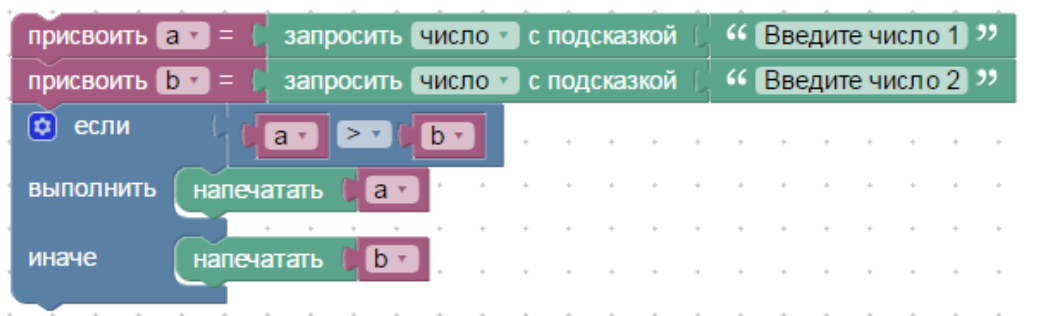 присвоить a = запросить число с подсказкой “ Введите число 1 ”
присвоить b = запросить число с подсказкой “ Введите число 2 ”
если a > b
выполнить напечатать a
иначе напечатать b